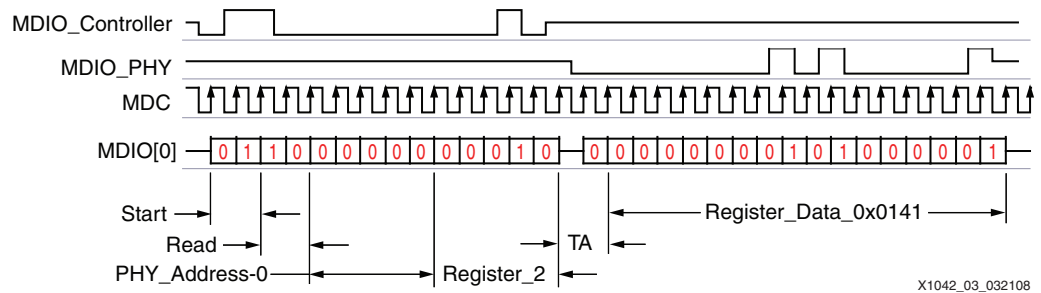 MDIO_Controller
MDIO_PHY
MDC
MDIO[0] 0 1 1 0 0 0 0 0 0 0 0 0 1 0 0 0 0 0 0 0 0 0 1 0 1 0 0 0 0 0 1
Start Register_Data_0x0141
Read TA
PHY_Address-0 Register_2
X1042_03_032108